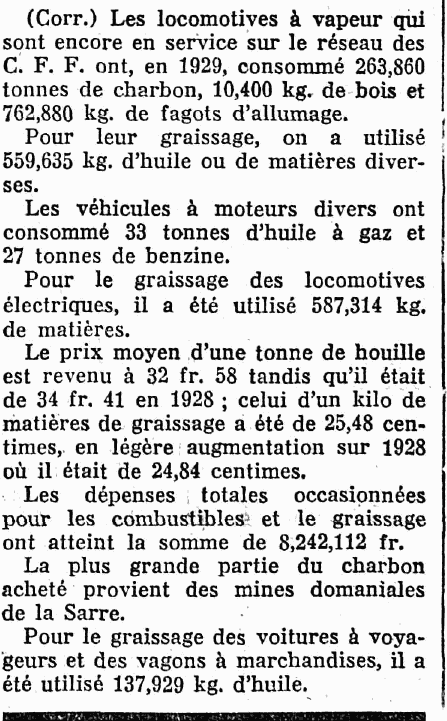 (Corr.) Les locomotives à vapeur qui
sont encore en service sur le réseau des
C. F. F. ont, en 1929, consommé 263,860
tonnes de charbon, 10,400 kg. de bois et
762,880 kg. de fagots d'allumage.
Pour leur graissage, on a utilisé
559,635 kg. d'huile ou de matières diver-
ses.
Les véhicules à moteurs divers ont
consommé 33 tonnes d'huile à gaz et
27 tonnes de benzine.
Pour le graissage des locomotives
électriques, il a été utilisé 587,314 kg.
de matières.
Le prix moyen d'une tonne de houille
est revenu à 32 fr. 58 tandis qu'il était
de 34 fr. 41 en 1928 ; celui d'un kilo de
matières de graissage a été de 25,48 cen-
times, en légère augmentation sur 1928
où il était de 24,84 centimes.
Les dépenses totales occasionnées
pour les combustibles et le graissage
ont atteint la somme de 8,242,112 fr.
La plus grande partie du charbon
acheté provient des mines domaniales
de la Sarre.
Pour le graissage des voitures à voya-
geurs et des vagons à marchandises, il a
été utilisé 137,929 kg. d'huile.